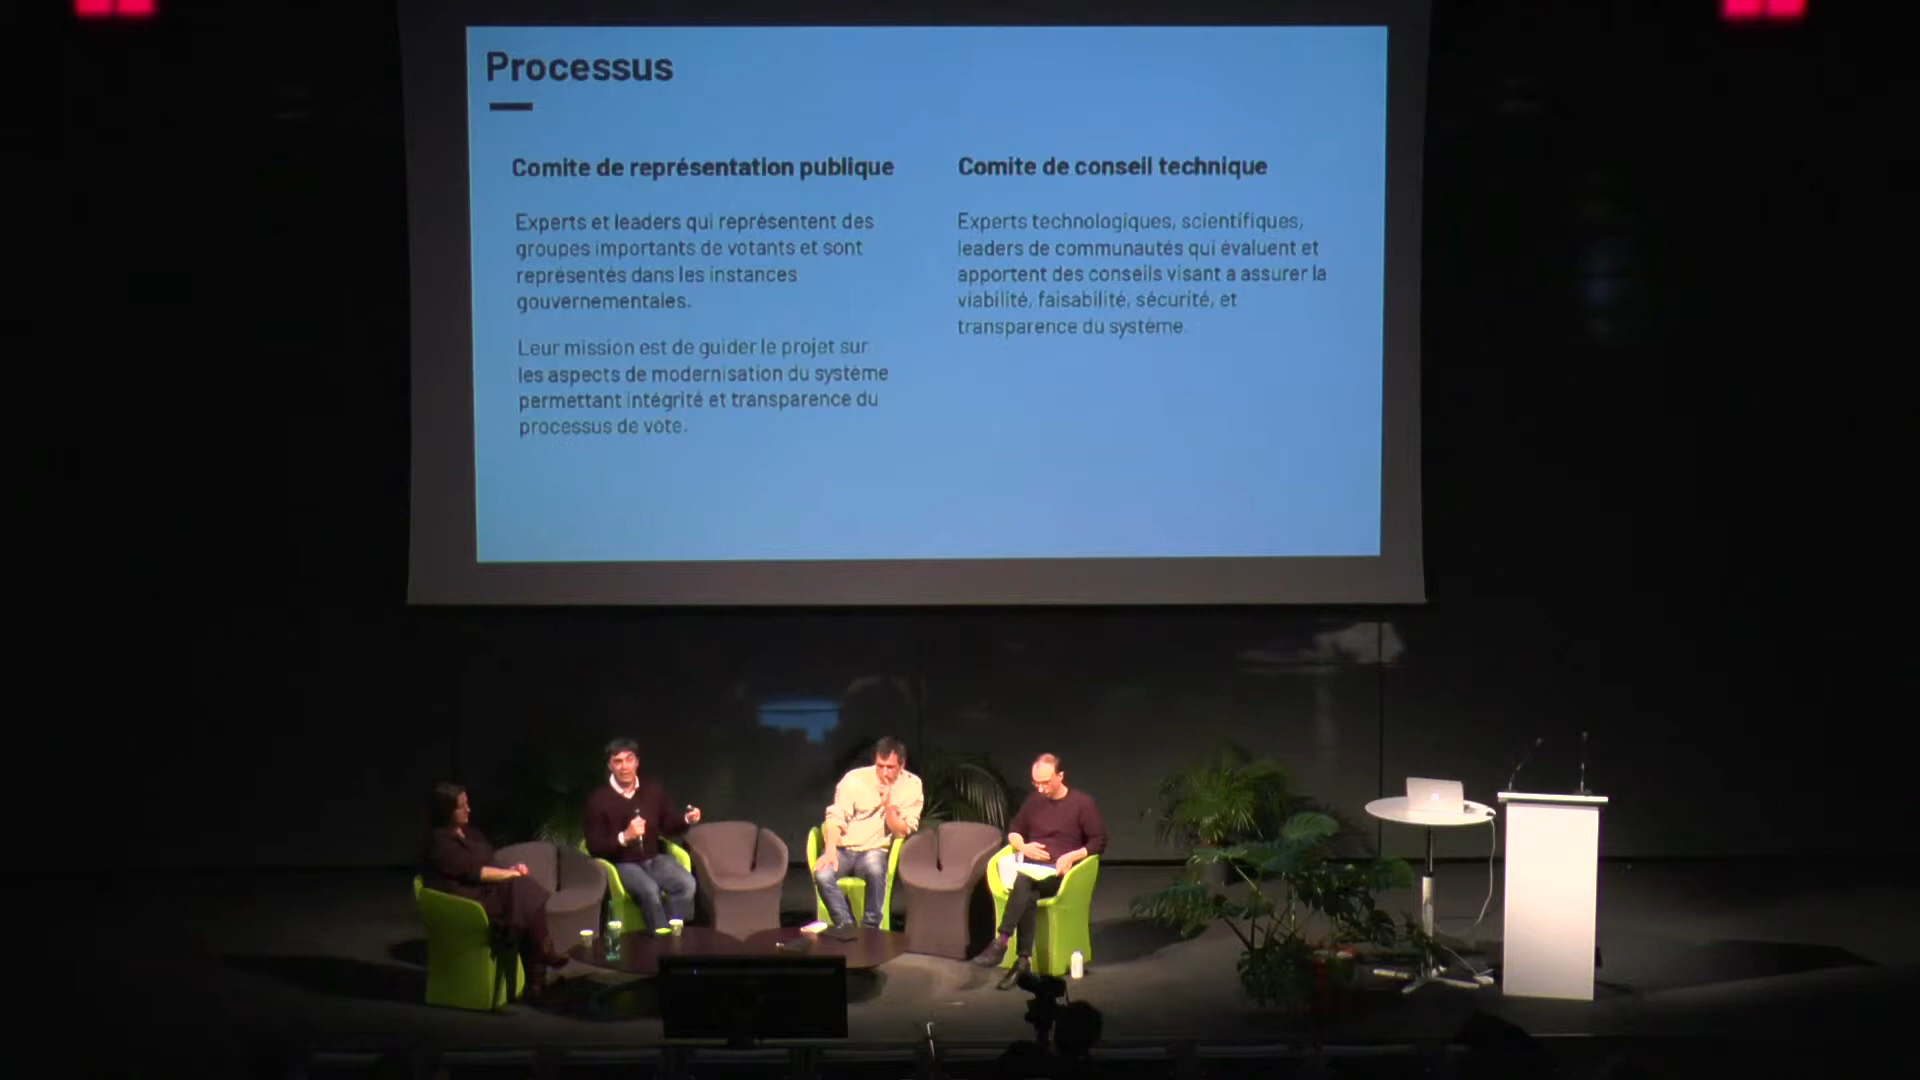 Processus
Comite de représentation publique
Experts et leaders qui représentent des
groupes importants de votants et sont
représentés dans les instances
gouvernementales.
Leur mission est de guider le projet sur
les aspects de modernisation du système
permettant intégrité et transparence du
processus de vote.
Comite de conseil technique
Experts technologiques, scientifiques,
leaders de communautés qui évaluent et
apportent des conseils visant a assurer la
viabilité, faisabilité, sécurité, et
transparence du système.